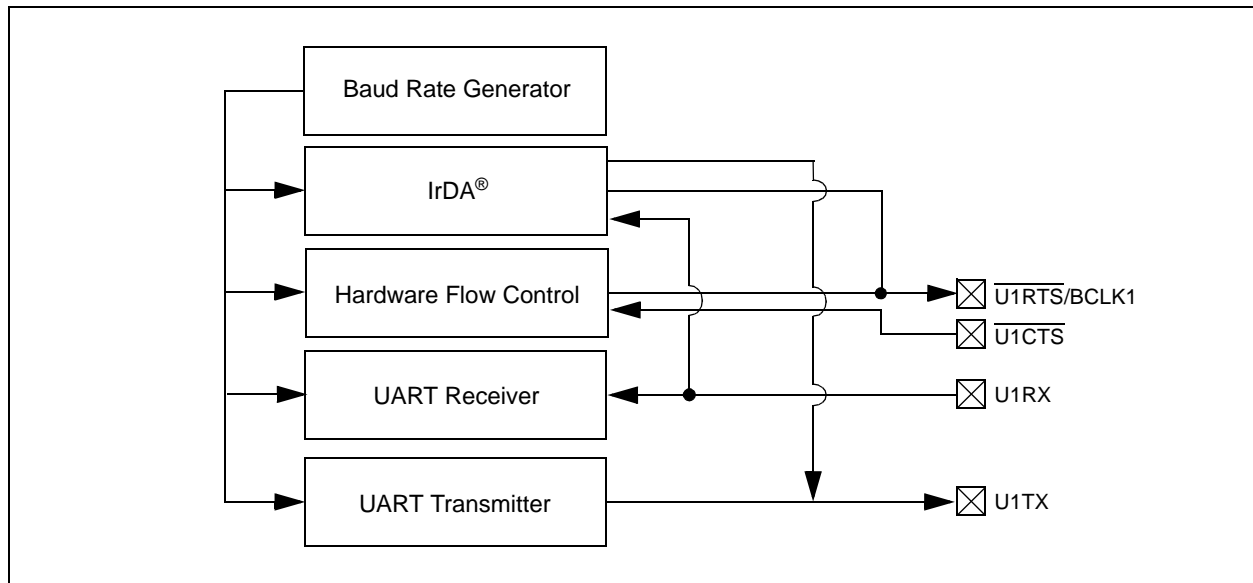 Baud Rate Generator
IrDA®
Hardware Flow Control
U1RTS/BCLK1
U1CTS
UART Receiver
U1RX
UART Transmitter
U1TX